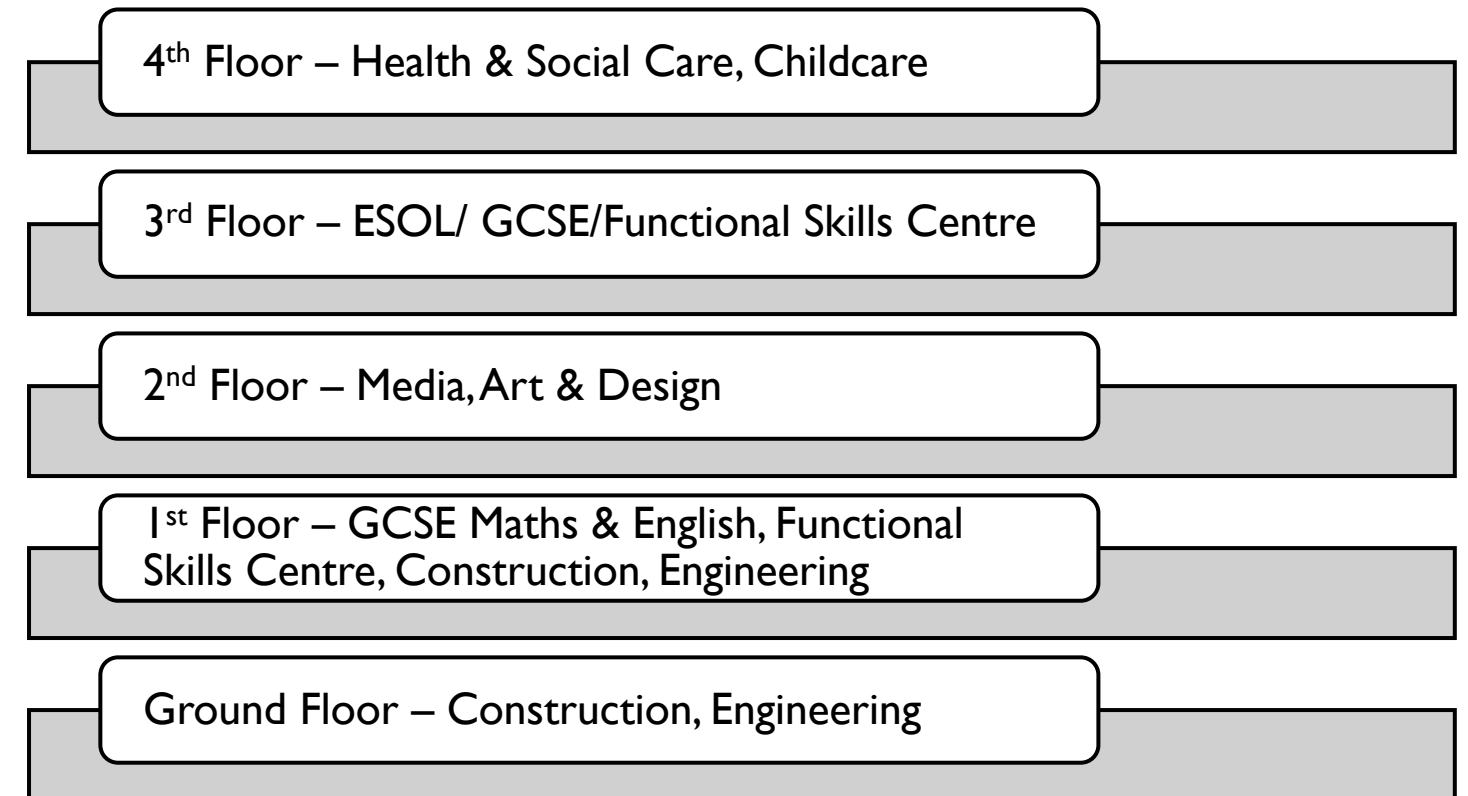 4th Floor – Health & Social Care, Childcare
3rd Floor – ESOL/ GCSE/Functional Skills Centre
2nd Floor – Media, Art & Design
1st Floor – GCSE Maths & English, Functional
Skills Centre, Construction, Engineering
Ground Floor – Construction, Engineering